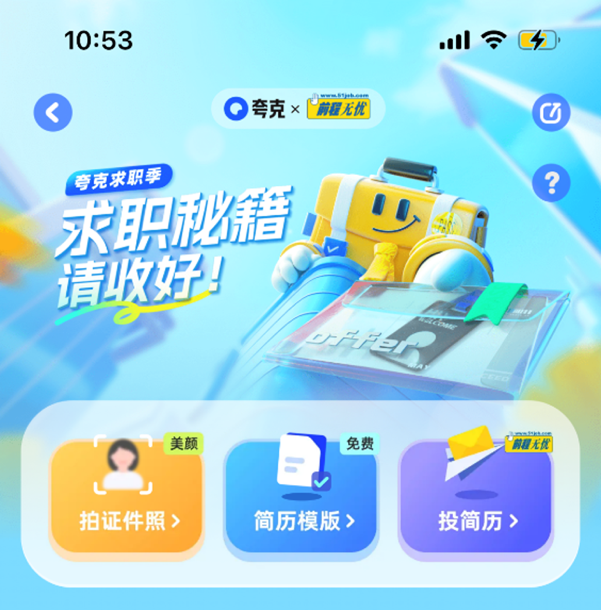 10:53
夸克 × www.51job.com 前程无忧
夸克求职季
求职秘籍
请收好!
offer
WELCOME
美颜
免费
www.51job.com
前程无忧
拍证件照 >
简历模版 >
投简历 >
?